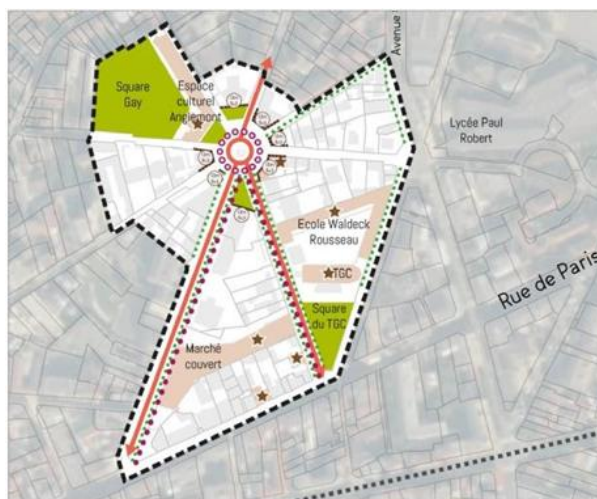 Avenue
Square
Gay
Espace
culturel
Anglemont
Lycée Paul
Robert
Ecole Waldeck
Rousseau
TGC
Rue de Paris
Square
du TGC
Marché
couvert